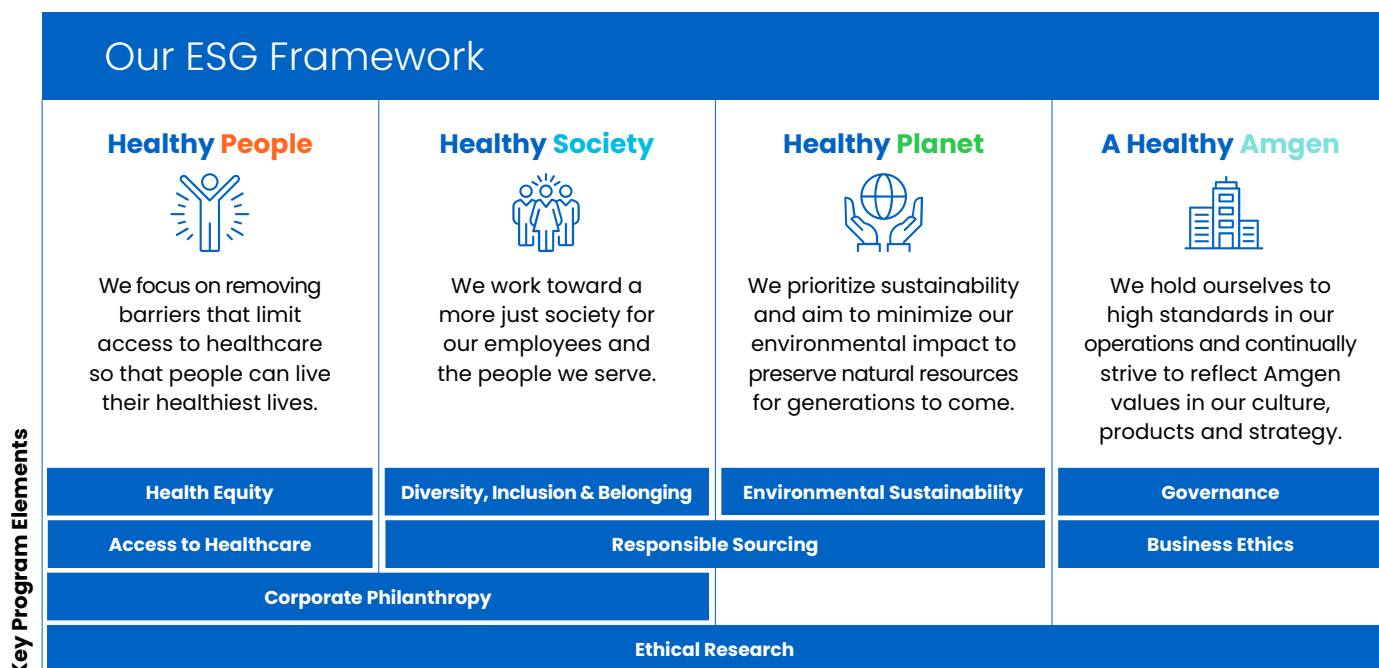 Our ESG Framework
Healthy People
We focus on removing
barriers that limit
access to healthcare
so that people can live
their healthiest lives.
Healthy Society
We work toward a
more just society for
our employees and
the people we serve.
Healthy Planet
We prioritize sustainability
and aim to minimize our
environmental impact to
preserve natural resources
for generations to come.
A Healthy Amgen
We hold ourselves to
high standards in our
operations and continually
strive to reflect Amgen
values in our culture,
products and strategy.
Key Program Elements
Health Equity
Diversity, Inclusion & Belonging
Environmental Sustainability
Governance
Access to Healthcare
Responsible Sourcing
Business Ethics
Corporate Philanthropy
Ethical Research